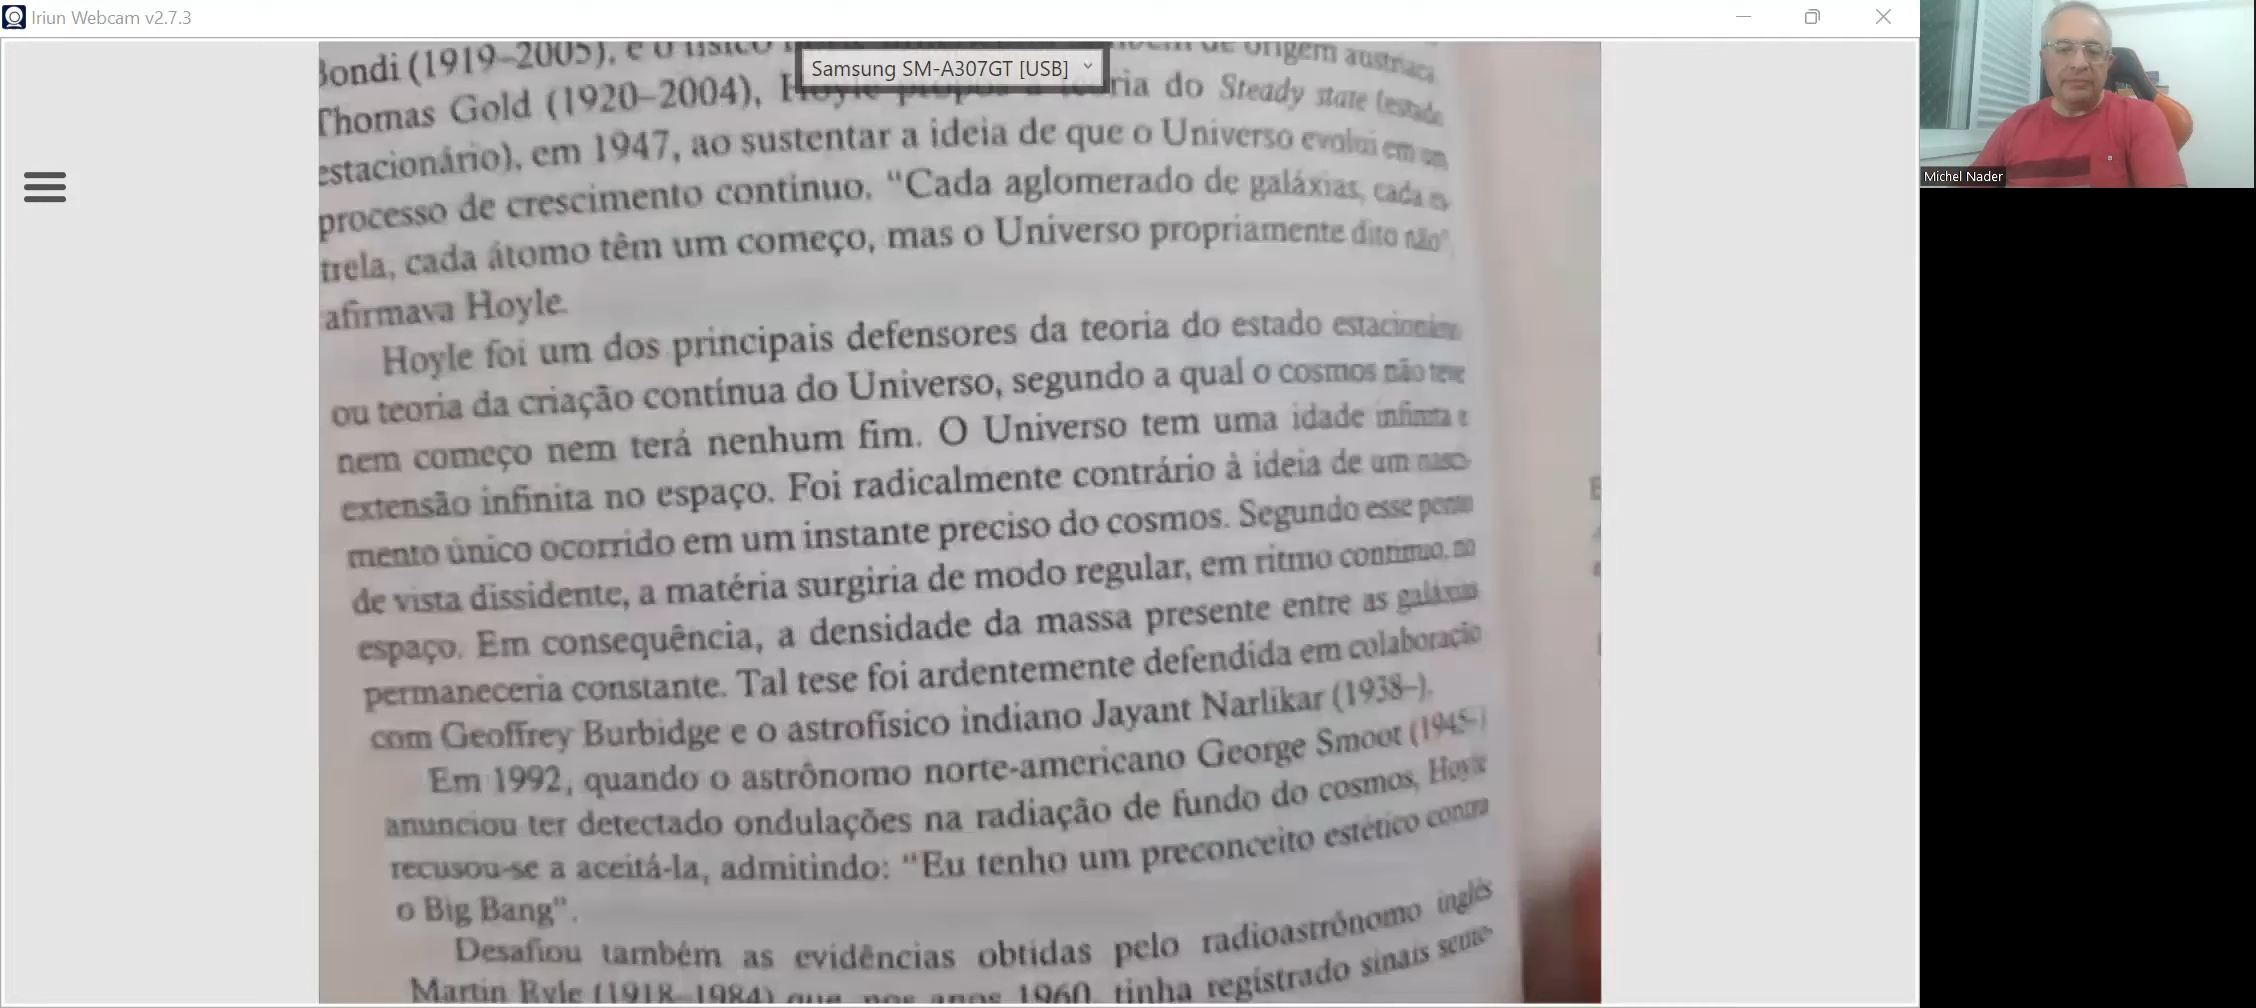 Iriun Webcam v2.7.3
Samsung SM-A307GT [USB]
Michel Nader
Bondi (1919–2005), e o físico de origem austríaca
Thomas Gold (1920–2004), Hoyle propôs a teoria do Steady state (estado
estacionário), em 1947, ao sustentar a ideia de que o Universo evolui em um
processo de crescimento contínuo. "Cada aglomerado de galáxias, cada es-
trela, cada átomo têm um começo, mas o Universo propriamente dito não",
afirmava Hoyle.
Hoyle foi um dos principais defensores da teoria do estado estacionário
ou teoria da criação contínua do Universo, segundo a qual o cosmos não teve
nem começo nem terá nenhum fim. O Universo tem uma idade infinita e
extensão infinita no espaço. Foi radicalmente contrário à ideia de um nasci-
mento único ocorrido em um instante preciso do cosmos. Segundo esse ponto
de vista dissidente, a matéria surgiria de modo regular, em ritmo contínuo, no
espaço. Em consequência, a densidade da massa presente entre as galáxias
permaneceria constante. Tal tese foi ardentemente defendida em colaboração
com Geoffrey Burbidge e o astrofísico indiano Jayant Narlikar (1938–).
Em 1992, quando o astrônomo norte-americano George Smoot (1945–)
anunciou ter detectado ondulações na radiação de fundo do cosmos, Hoyle
recusou-se a aceitá-la, admitindo: "Eu tenho um preconceito estético contra
o Big Bang".
Desafiou também as evidências obtidas pelo radioastrônomo inglês
Martin Ryle (1918–1984) que, nos anos 1960, tinha registrado sinais